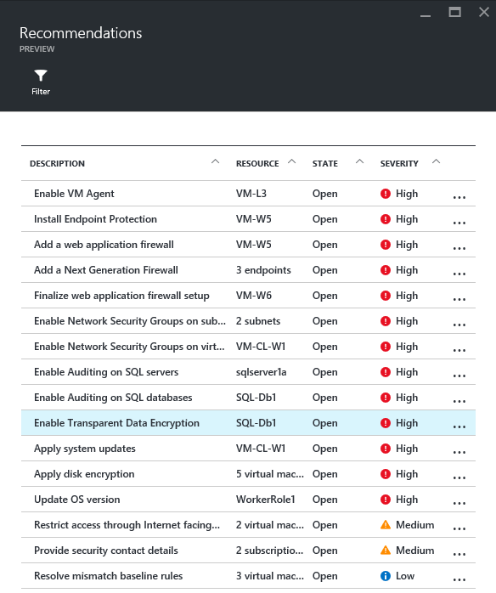 Recommendations
PREVIEW
Filter
DESCRIPTION RESOURCE STATE SEVERITY
Enable VM Agent VM-L3 Open High ...
Install Endpoint Protection VM-W5 Open High ...
Add a web application firewall VM-W5 Open High ...
Add a Next Generation Firewall 3 endpoints Open High ...
Finalize web application firewall setup VM-W6 Open High ...
Enable Network Security Groups on sub... 2 subnets Open High ...
Enable Network Security Groups on virt... VM-CL-W1 Open High ...
Enable Auditing on SQL servers sqlserver1a Open High ...
Enable Auditing on SQL databases SQL-Db1 Open High ...
Enable Transparent Data Encryption SQL-Db1 Open High ...
Apply system updates VM-CL-W1 Open High ...
Apply disk encryption 5 virtual mac... Open High ...
Update OS version WorkerRole1 Open High ...
Restrict access through Internet facing... 2 virtual mac... Open Medium ...
Provide security contact details 2 subscriptio... Open Medium ...
Resolve mismatch baseline rules 3 virtual mac... Open Low ...